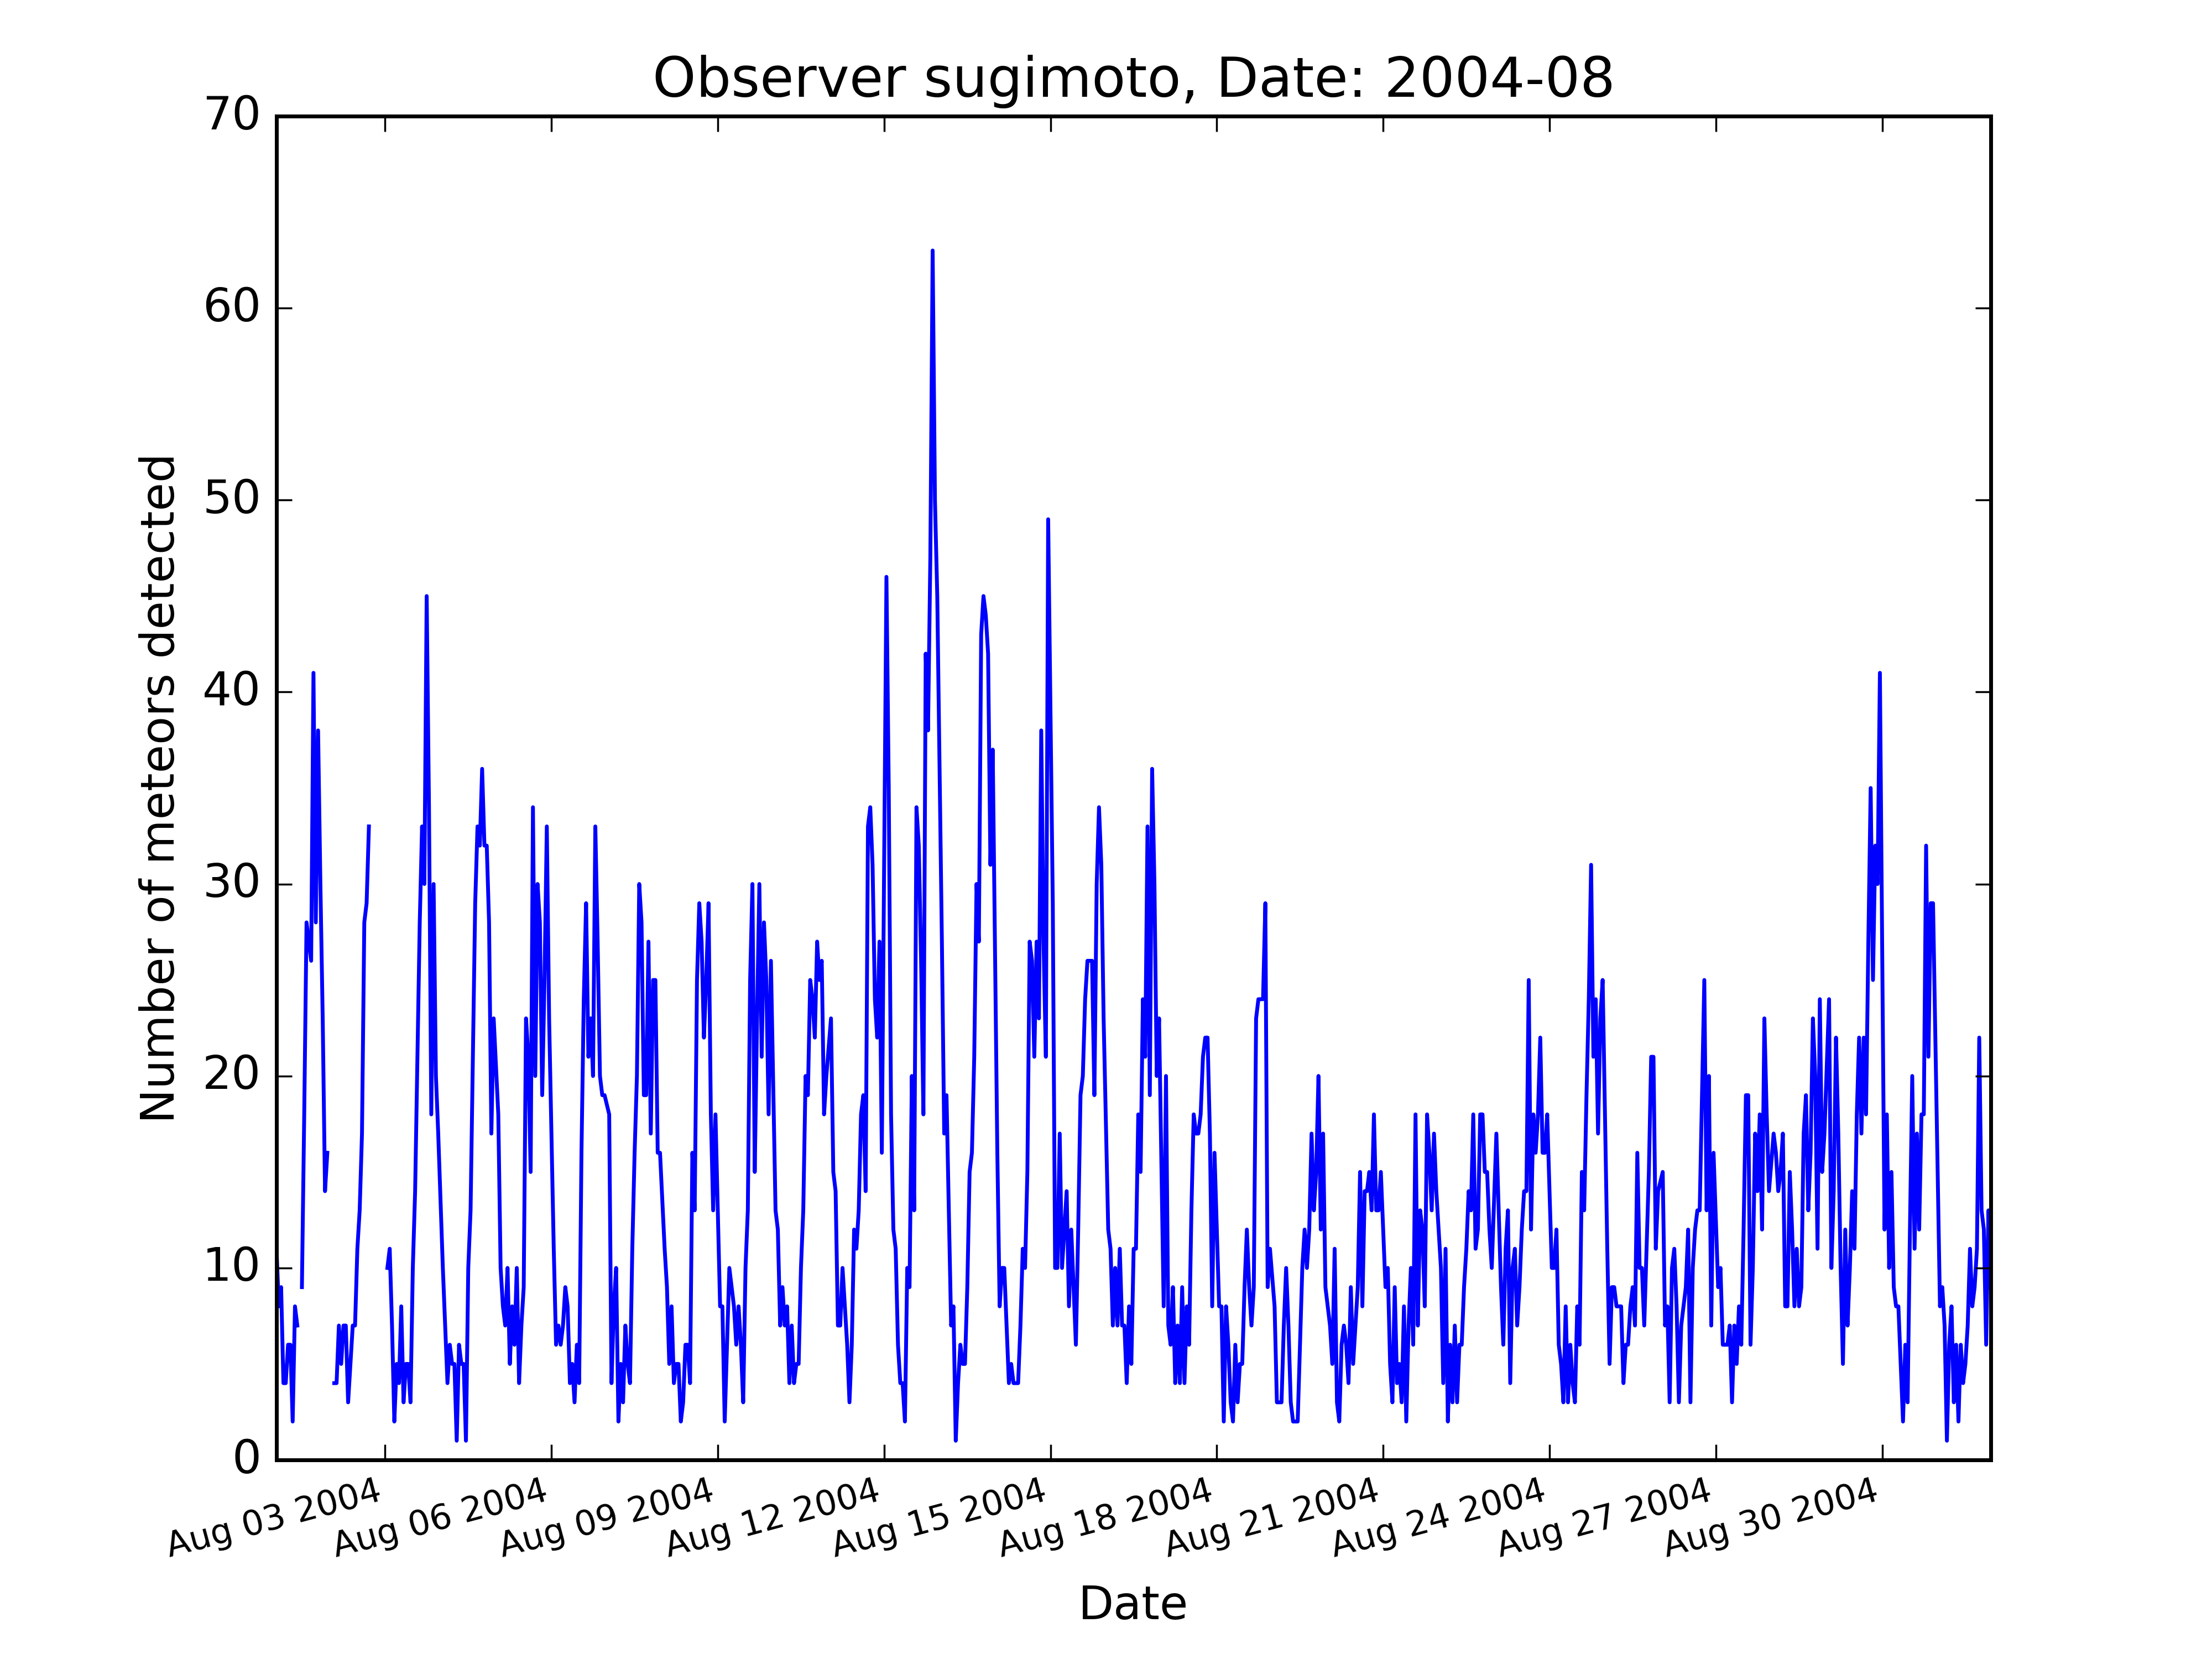 Observer sugimoto, Date: 2004-08
Number of meteors detected
70
60
50
40
30
20
10
0
Aug 03 2004
Aug 06 2004
Aug 09 2004
Aug 12 2004
Aug 15 2004
Aug 18 2004
Aug 21 2004
Aug 24 2004
Aug 27 2004
Aug 30 2004
Date